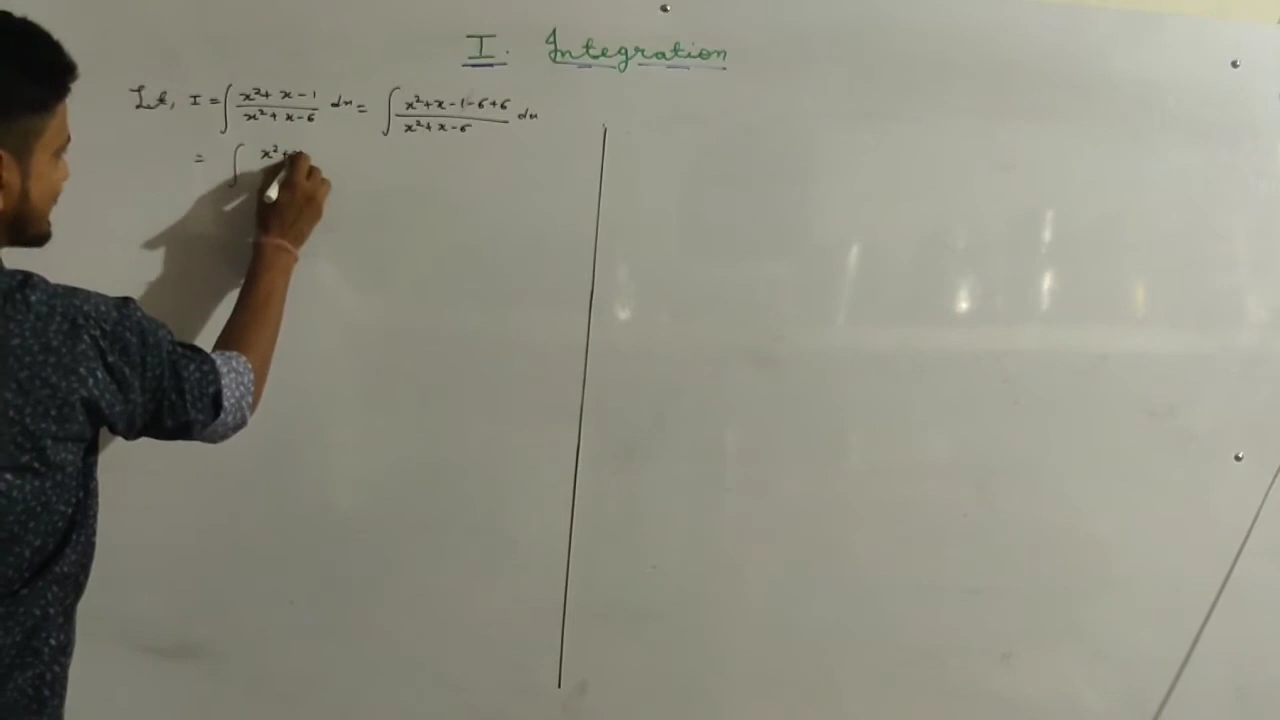 I. Integration
Let, I = ∫ (x²+x-1)/(x²+x-6) dx = ∫ (x²+x-1-6+6)/(x²+x-6) dx
= ∫ x²+x